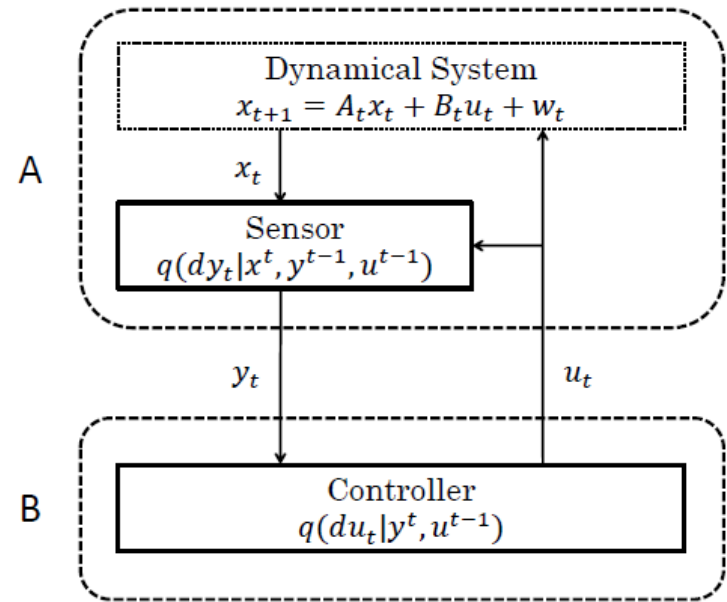 Dynamical System
x_{t+1} = A_t x_t + B_t u_t + w_t
A
x_t
Sensor
q(dy_t|x^t, y^{t−1}, u^{t−1})
y_t
u_t
Controller
B
q(du_t|y^t, u^{t−1})